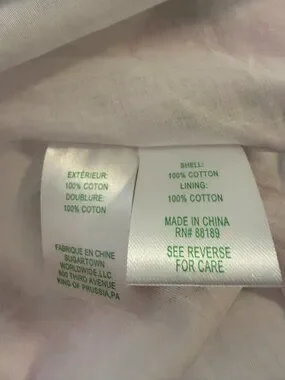 EXTÉRIEUR:
100% COTON
DOUBLURE:
100% COTON
FABRIQUE EN CHINE
SUGARTOWN
WORLDWIDE, LLC
800 THIRD AVENUE
KING OF PRUSSIA, PA
SHELL:
100% COTTON
LINING:
100% COTTON
MADE IN CHINA
RN# 88189
SEE REVERSE
FOR CARE